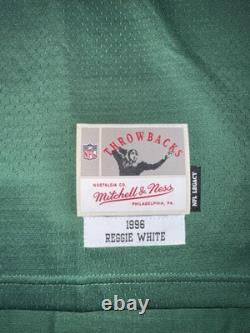 THROWBACKS
NFL
NOSTALGIA CO.
Mitchell & Ness
PHILADELPHIA, PA.
NFL LEGACY
1996
REGGIE WHITE